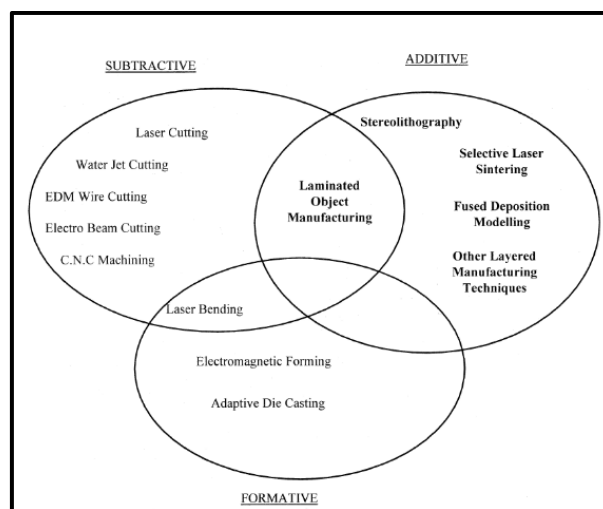 SUBTRACTIVE
ADDITIVE
Laser Cutting
Water Jet Cutting
EDM Wire Cutting
Electro Beam Cutting
C.N.C Machining
Laminated
Object
Manufacturing
Stereolithography
Selective Laser
Sintering
Fused Deposition
Modelling
Other Layered
Manufacturing
Techniques
Laser Bending
Electromagnetic Forming
Adaptive Die Casting
FORMATIVE